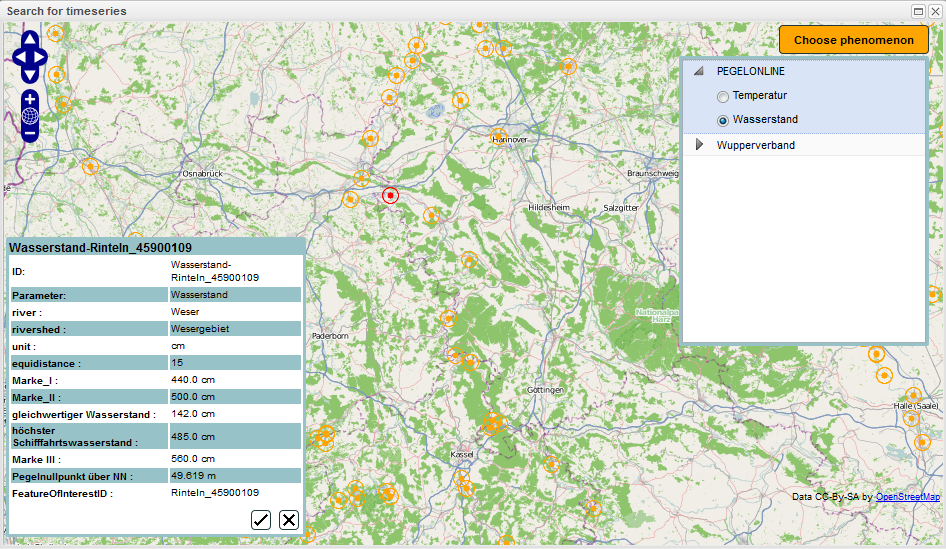 Search for timeseries
Choose phenomenon
PEGELONLINE
Temperatur
Wasserstand
Wupperverband
Hannover
Osnabrück
Braunschweig
Hildesheim
Salzgitter
Paderborn
Göttingen
Kassel
Halle (Saale)
Wasserstand-Rinteln_45900109
ID: Wasserstand-
Rinteln_45900109
Parameter: Wasserstand
river : Weser
rivershed : Wesergebiet
unit : cm
equidistance : 15
Marke_I : 440.0 cm
Marke_II : 500.0 cm
gleichwertiger Wasserstand : 142.0 cm
höchster
Schifffahrtswasserstand : 485.0 cm
Marke III : 560.0 cm
Pegelnullpunkt über NN : 49.619 m
FeatureOfInterestID : Rinteln_45900109
Data CC-By-SA by OpenStreetMap